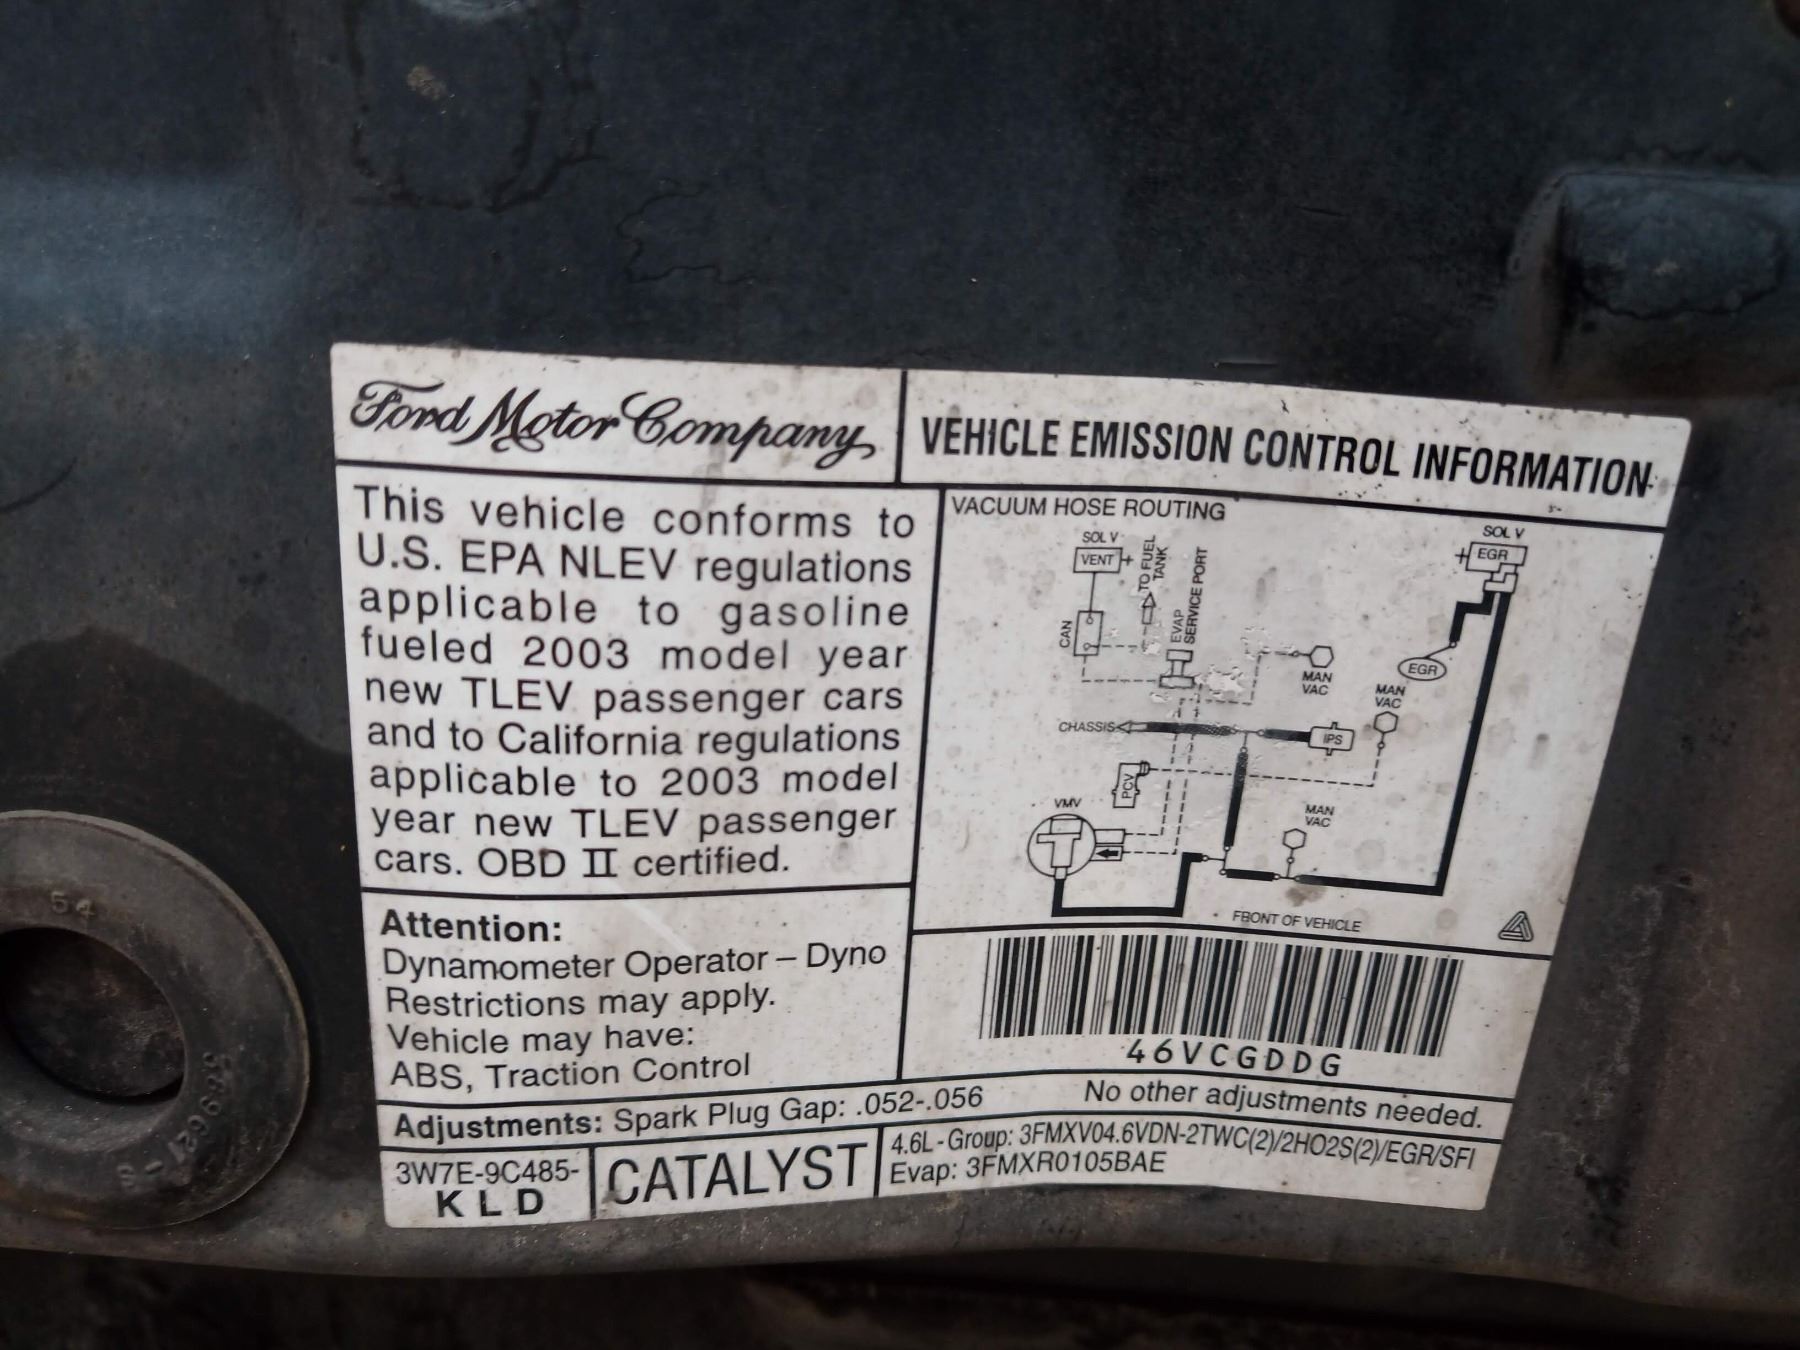 Ford Motor Company
VEHICLE EMISSION CONTROL INFORMATION
This vehicle conforms to
U.S. EPA NLEV regulations
applicable to gasoline
fueled 2003 model year
new TLEV passenger cars
and to California regulations
applicable to 2003 model
year new TLEV passenger
cars. OBD II certified.
VACUUM HOSE ROUTING
SOL V
VENT +
TO FUEL
TANK
EVAP
SERVICE PORT
CAN
SOL V
+ EGR
EGR
MAN
VAC
MAN
VAC
CHASSIS
IPS
PCV
VMV
MAN
VAC
FRONT OF VEHICLE
Attention:
Dynamometer Operator – Dyno
Restrictions may apply.
Vehicle may have:
ABS, Traction Control
46VCGDDG
Adjustments: Spark Plug Gap: .052-.056 No other adjustments needed.
3W7E-9C485-
KLD
CATALYST
4.6L - Group: 3FMXV04.6VDN-2TWC(2)/2HO2S(2)/EGR/SFI
Evap: 3FMXR0105BAE
54